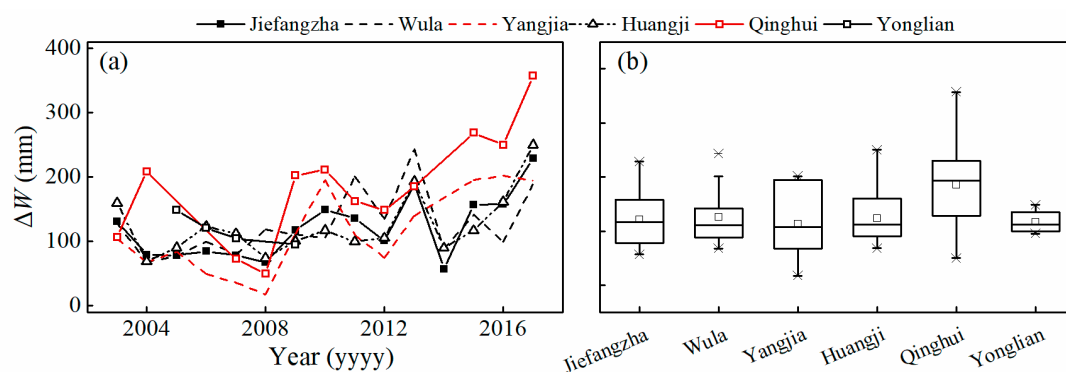 Jiefangzha Wula Yangjia Huangji Qinghui Yonglian
(a) (b)
400
300
200
100
0
ΔW (mm)
2004 2008 2012 2016
Year (yyyy)
Jiefangzha Wula Yangjia Huangji Qinghui Yonglian